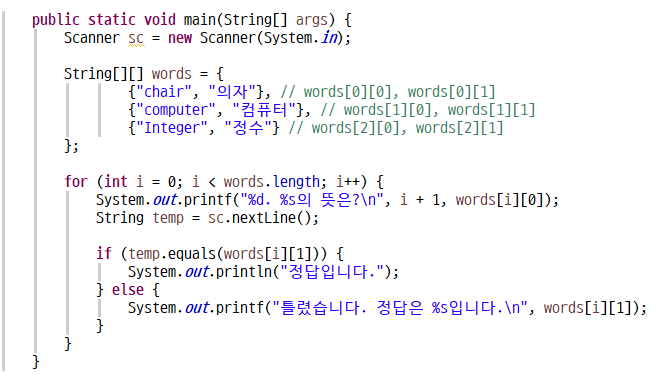 public static void main(String[] args) {
Scanner sc = new Scanner(System.in);
String[][] words = {
{"chair", "의자"}, // words[0][0], words[0][1]
{"computer", "컴퓨터"}, // words[1][0], words[1][1]
{"Integer", "정수"} // words[2][0], words[2][1]
};
for (int i = 0; i < words.length; i++) {
System.out.printf("%d. %s의 뜻은?\n", i + 1, words[i][0]);
String temp = sc.nextLine();
if (temp.equals(words[i][1])) {
System.out.println("정답입니다.");
} else {
System.out.printf("틀렸습니다. 정답은 %s입니다.\n", words[i][1]);
}
}
}